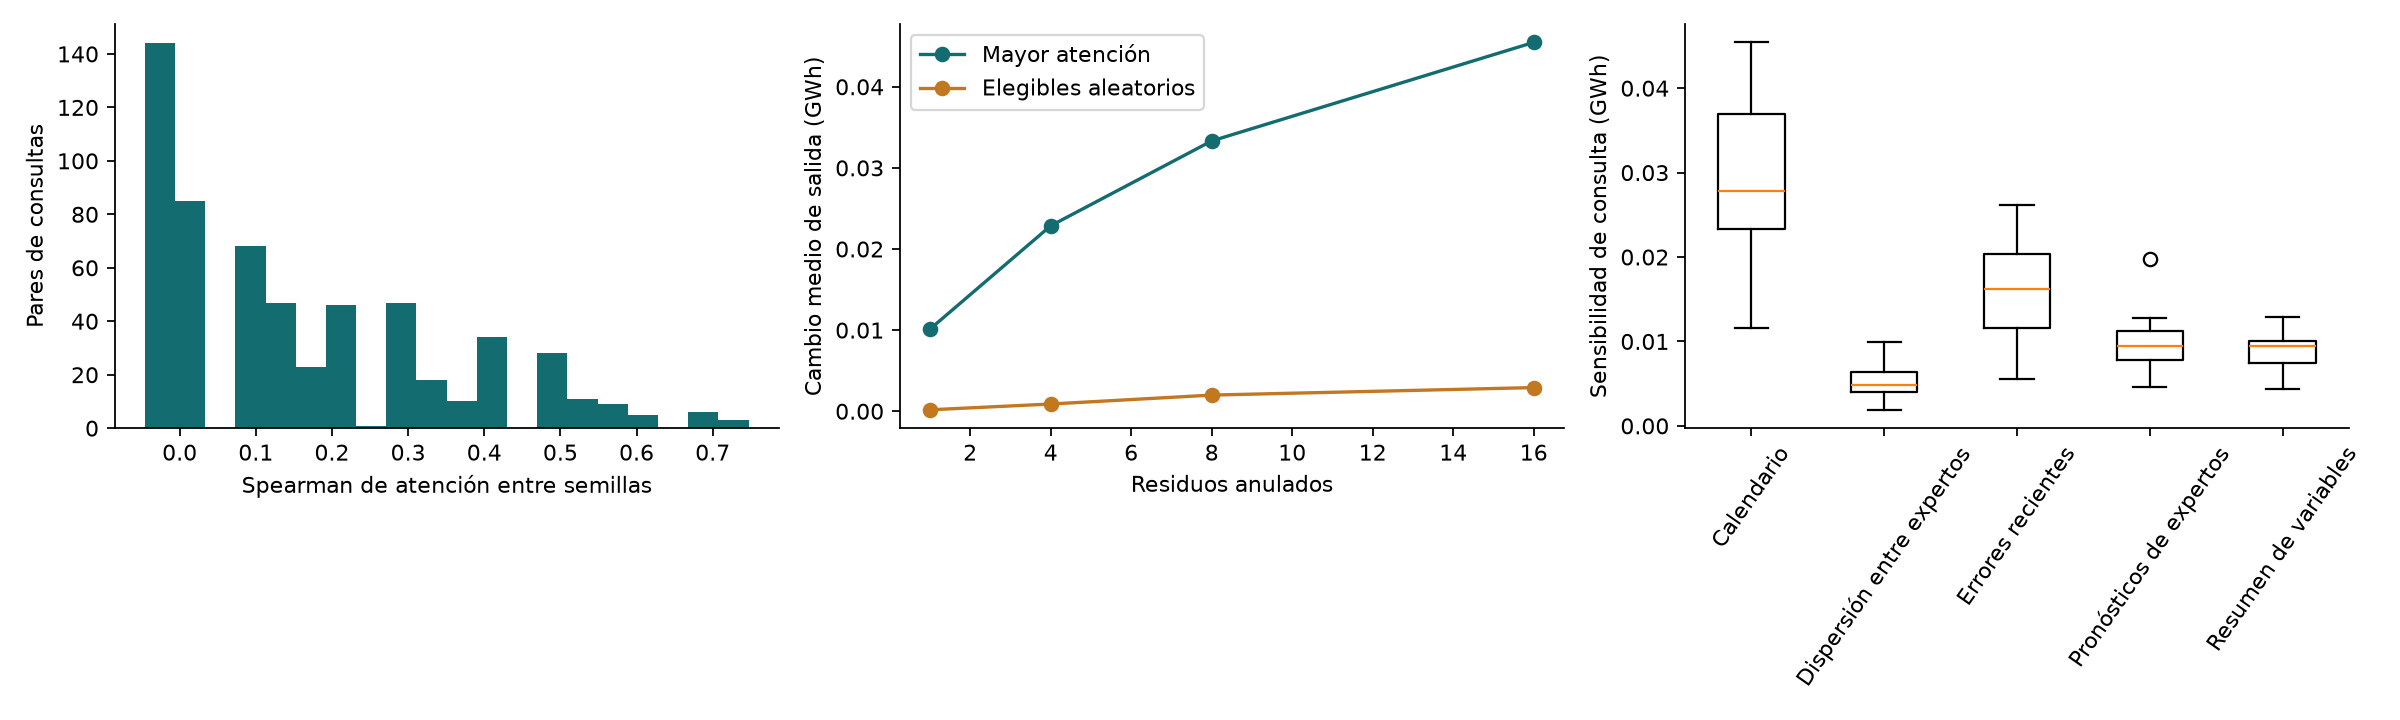 140
120
100
80
60
40
20
0
Pares de consultas
0.0 0.1 0.2 0.3 0.4 0.5 0.6 0.7
Spearman de atención entre semillas
Mayor atención
Elegibles aleatorios
0.04
0.03
0.02
0.01
0.00
Cambio medio de salida (GWh)
2 4 6 8 10 12 14 16
Residuos anulados
0.04
0.03
0.02
0.01
0.00
Sensibilidad de consulta (GWh)
Calendario
Dispersión entre expertos
Errores recientes
Pronósticos de expertos
Resumen de variables